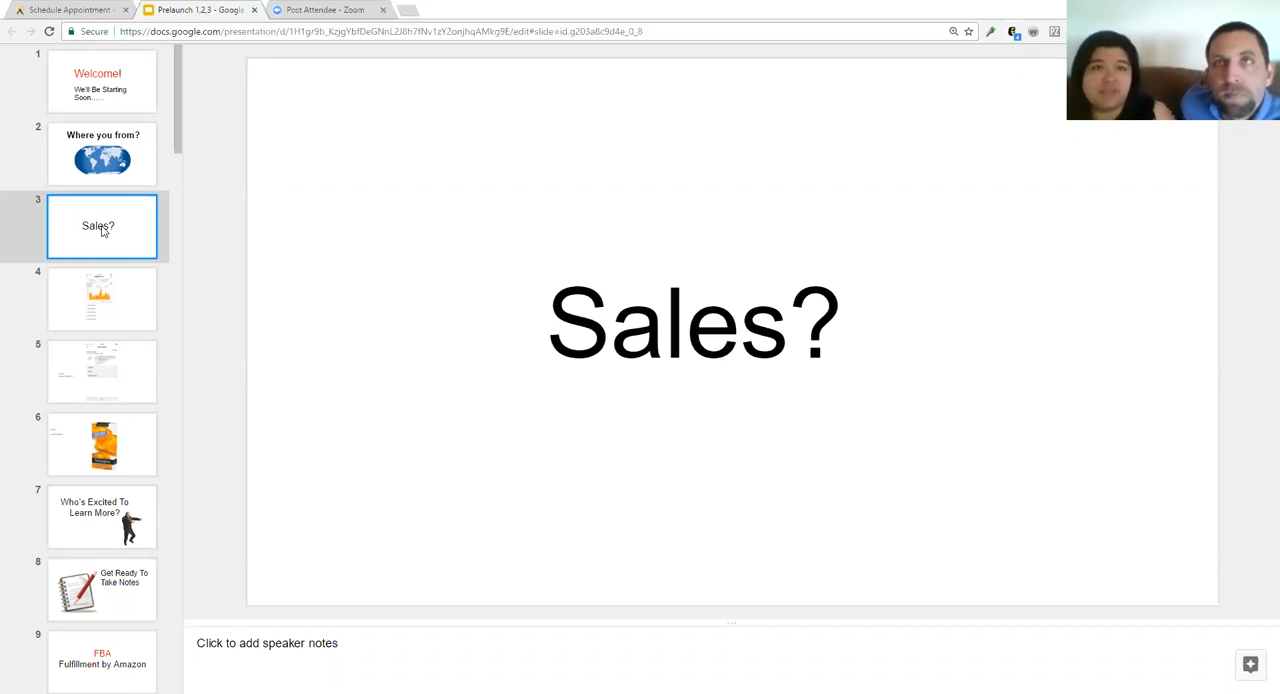 Schedule Appointment
Prelaunch 1,2,3 - Google
Post Attendee - Zoom
Secure
https://docs.google.com/presentation/d/1H1gr9b_KzjgYbfDeGNnL2J8h7fNv1zY2onjhqAMkg9E/edit#slide=id.g203a8c9d4e_0_8
1
Welcome!
We'll Be Starting
Soon......
2
Where you from?
3
Sales?
4
5
6
7
Who's Excited To
Learn More?
8
Get Ready To
Take Notes
9
FBA
Fulfillment by Amazon
Sales?
Click to add speaker notes